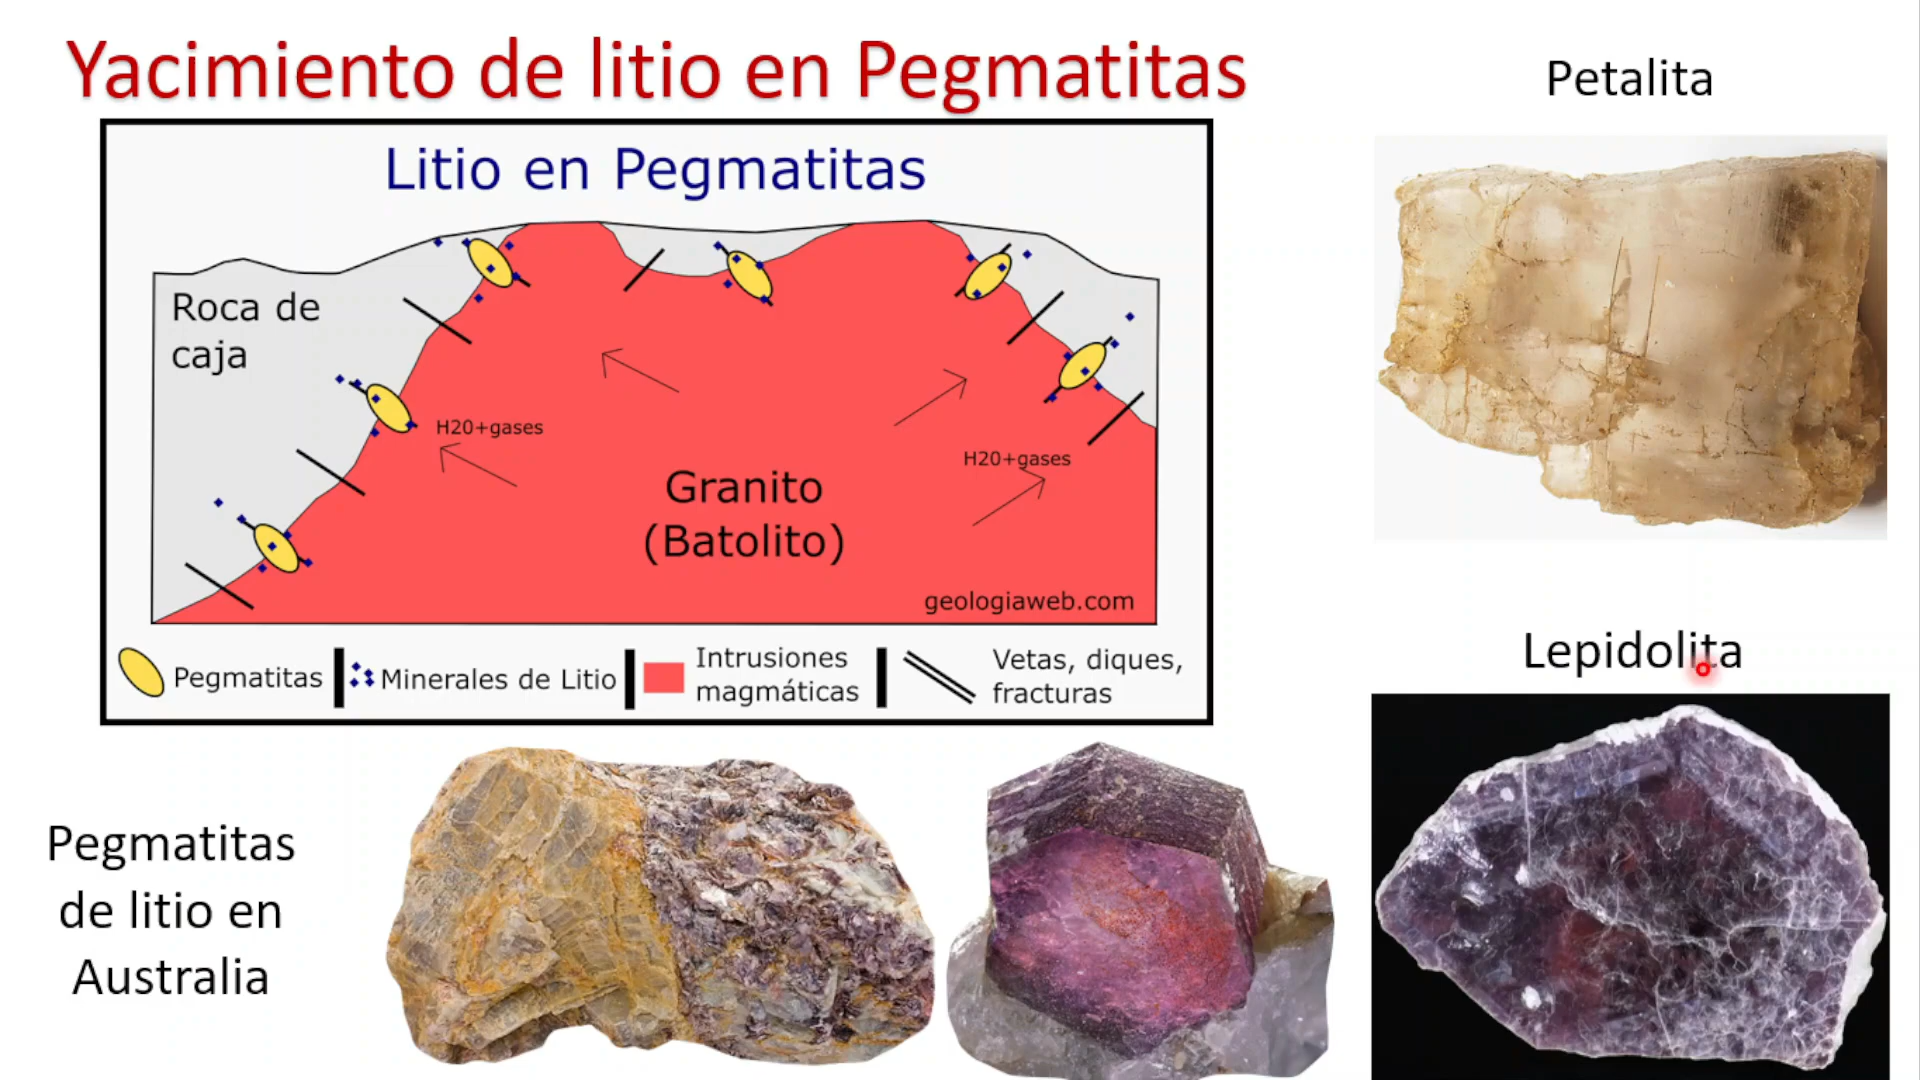 Yacimiento de litio en Pegmatitas
Litio en Pegmatitas
Roca de
caja
H20+gases
H20+gases
Granito
(Batolito)
geologiaweb.com
Pegmatitas
Minerales de Litio
Intrusiones
magmáticas
Vetas, diques,
fracturas
Petalita
Lepidolita
Pegmatitas
de litio en
Australia